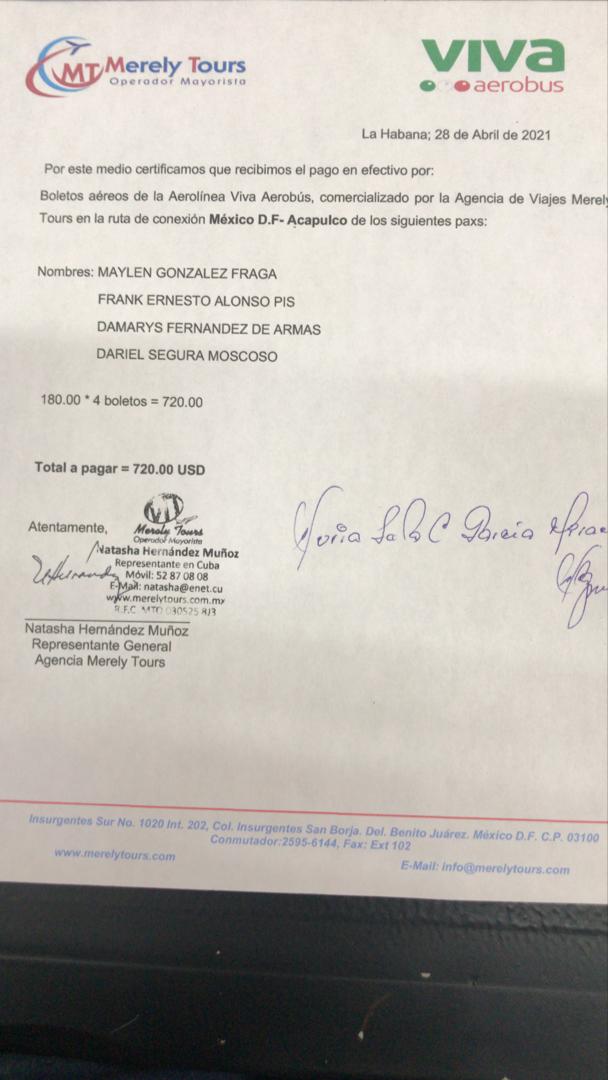 MT Merely Tours
Operador Mayorista
VIVA
aerobus
La Habana; 28 de Abril de 2021
Por este medio certificamos que recibimos el pago en efectivo por:
Boletos aéreos de la Aerolínea Viva Aerobús, comercializado por la Agencia de Viajes Merely
Tours en la ruta de conexión México D.F- Acapulco de los siguientes paxs:
Nombres: MAYLEN GONZALEZ FRAGA
FRANK ERNESTO ALONSO PIS
DAMARYS FERNANDEZ DE ARMAS
DARIEL SEGURA MOSCOSO
180.00 * 4 boletos = 720.00
Total a pagar = 720.00 USD
Atentamente,
Merely Tours
Operador Mayorista
Natasha Hernández Muñoz
Representante en Cuba
Móvil: 52 87 08 08
E-Mail: natasha@enet.cu
www.merelytours.com.mx
R.F.C MTO 030525 8J3
Natasha Hernández Muñoz
Representante General
Agencia Merely Tours
García
Insurgentes Sur No. 1020 Int. 202, Col. Insurgentes San Borja. Del. Benito Juárez. México D.F. C.P. 03100
Conmutador:2595-6144, Fax: Ext 102
www.merelytours.com
E-Mail: info@merelytours.com